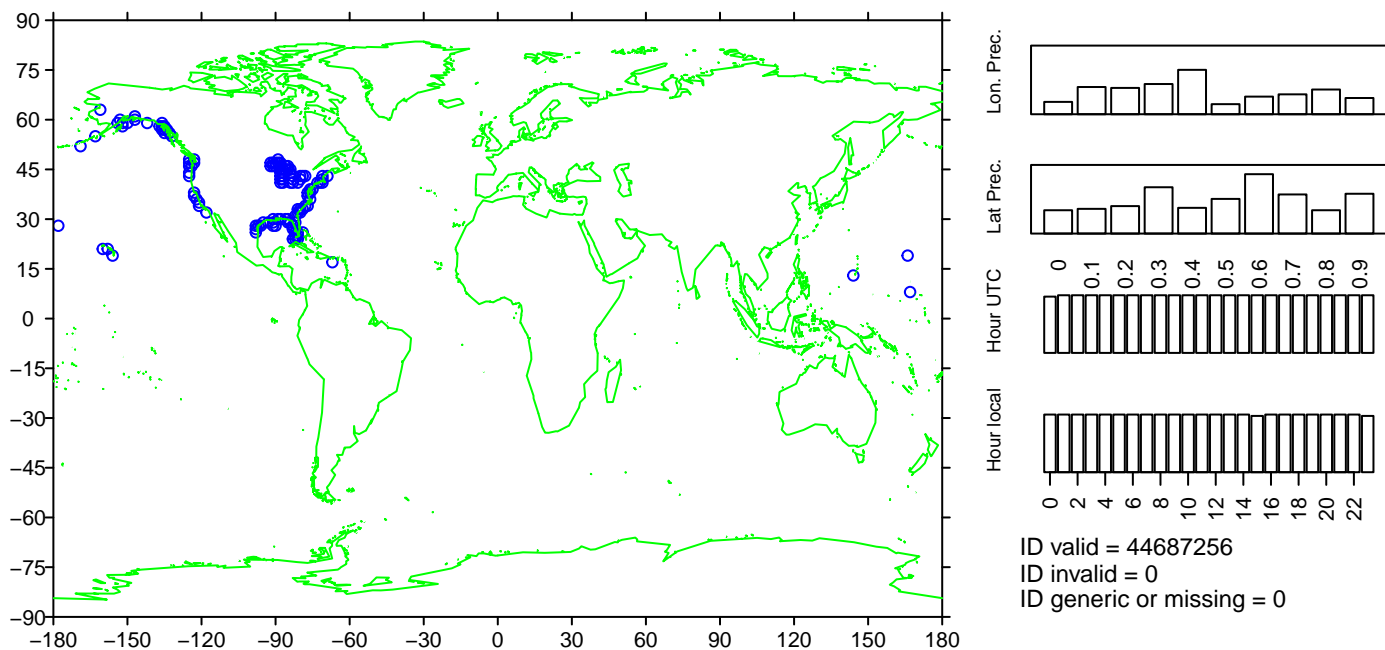 90
75
60
45
30
15
0
−15
−30
−45
−60
−75
−90
−180 −150 −120 −90 −60 −30 0 30 60 90 120 150 180
Lon. Prec.
Lat Prec.
0 0.1 0.2 0.3 0.4 0.5 0.6 0.7 0.8 0.9
Hour UTC
Hour local
0 2 4 6 8 10 12 14 16 18 20 22
ID valid = 44687256
ID invalid = 0
ID generic or missing = 0